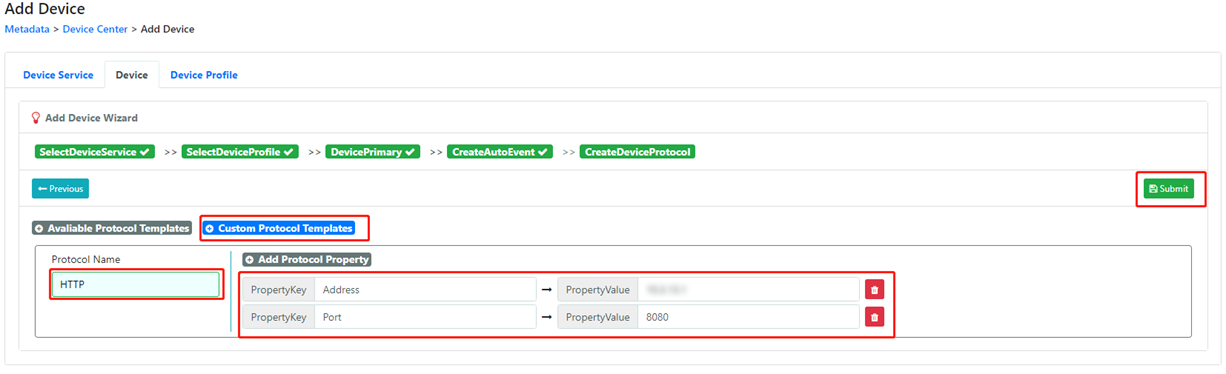 Add Device
Metadata > Device Center > Add Device
Device Service Device Device Profile
Add Device Wizard
SelectDeviceService >> SelectDeviceProfile >> DevicePrimary >> CreateAutoEvent >> CreateDeviceProtocol
Previous Submit
Avaliable Protocol Templates Custom Protocol Templates
Protocol Name Add Protocol Property
HTTP
PropertyKey Address PropertyValue
PropertyKey Port PropertyValue 8080